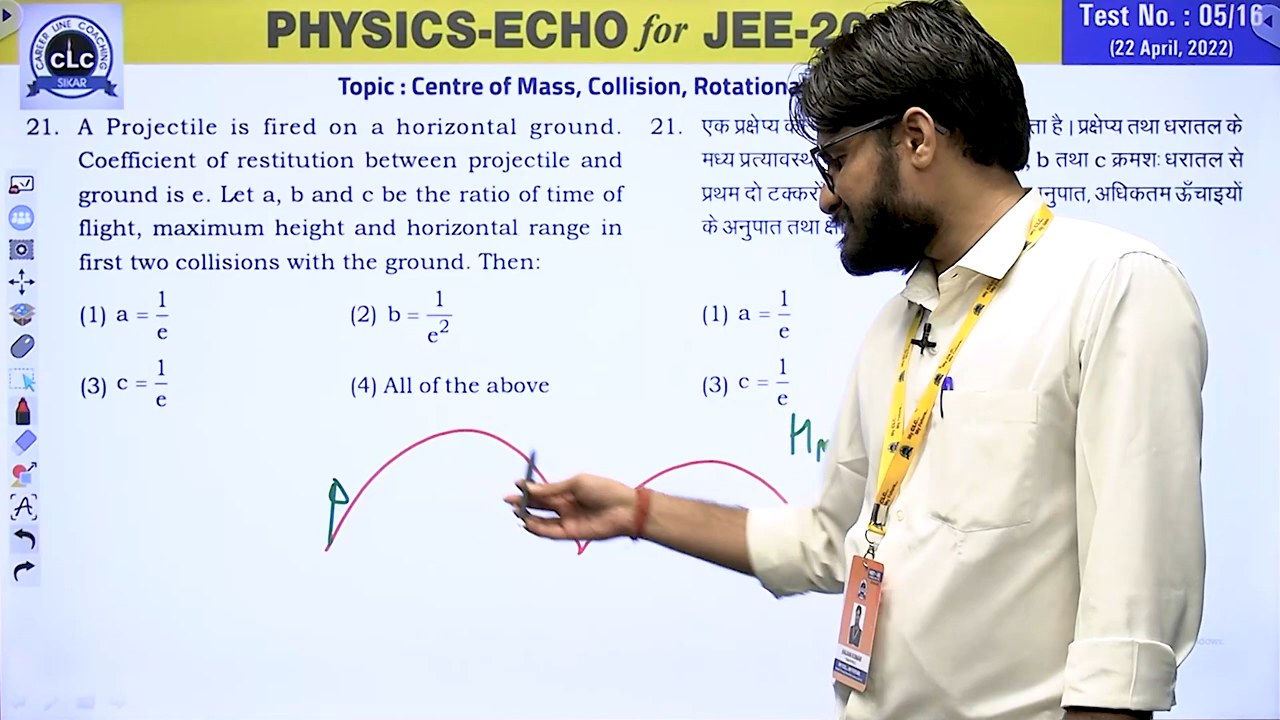 PHYSICS-ECHO for JEE-20
Test No. : 05/16
(22 April, 2022)
CAREER LINE COACHING
CLC
SIKAR
Topic : Centre of Mass, Collision, Rotationa
21. A Projectile is fired on a horizontal ground.
Coefficient of restitution between projectile and
ground is e. Let a, b and c be the ratio of time of
flight, maximum height and horizontal range in
first two collisions with the ground. Then:
(1) a = 1/e
(2) b = 1/e²
(3) c = 1/e
(4) All of the above
21. एक प्रक्षेप्य ता है। प्रक्षेप्य तथा धरातल के
मध्य b तथा c क्रमशः धरातल से
प्रथम दो टक्करों नुपात, अधिकतम ऊँचाइयों
के अनुपात तथा
(1) a = 1/e
(3) c = 1/e
H
A